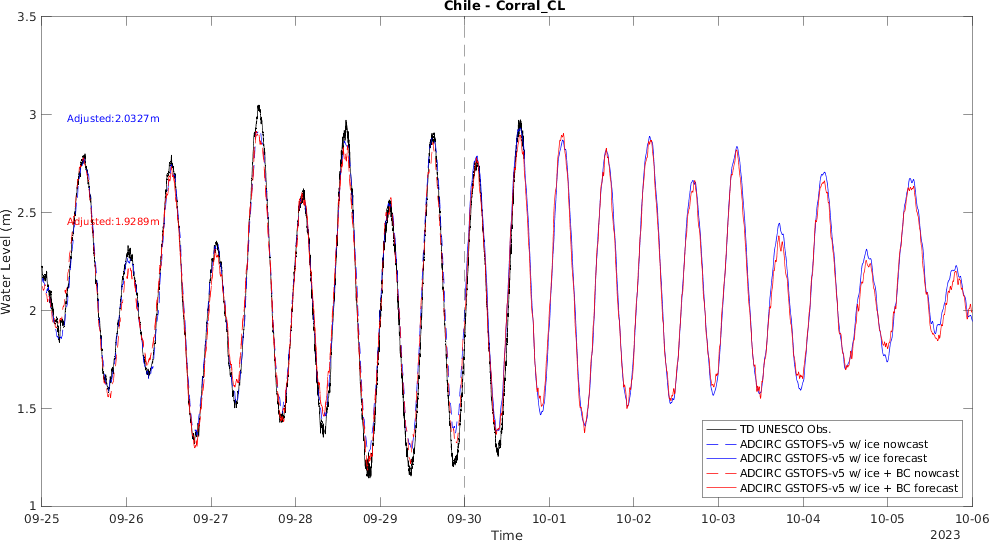 Chile - Corral_CL
3.5
3
2.5
2
1.5
1
Water Level (m)
Adjusted:2.0327m
Adjusted:1.9289m
TD UNESCO Obs.
ADCIRC GSTOFS-v5 w/ ice nowcast
ADCIRC GSTOFS-v5 w/ ice forecast
ADCIRC GSTOFS-v5 w/ ice + BC nowcast
ADCIRC GSTOFS-v5 w/ ice + BC forecast
09-25 09-26 09-27 09-28 09-29 09-30 10-01 10-02 10-03 10-04 10-05 10-06
Time
2023